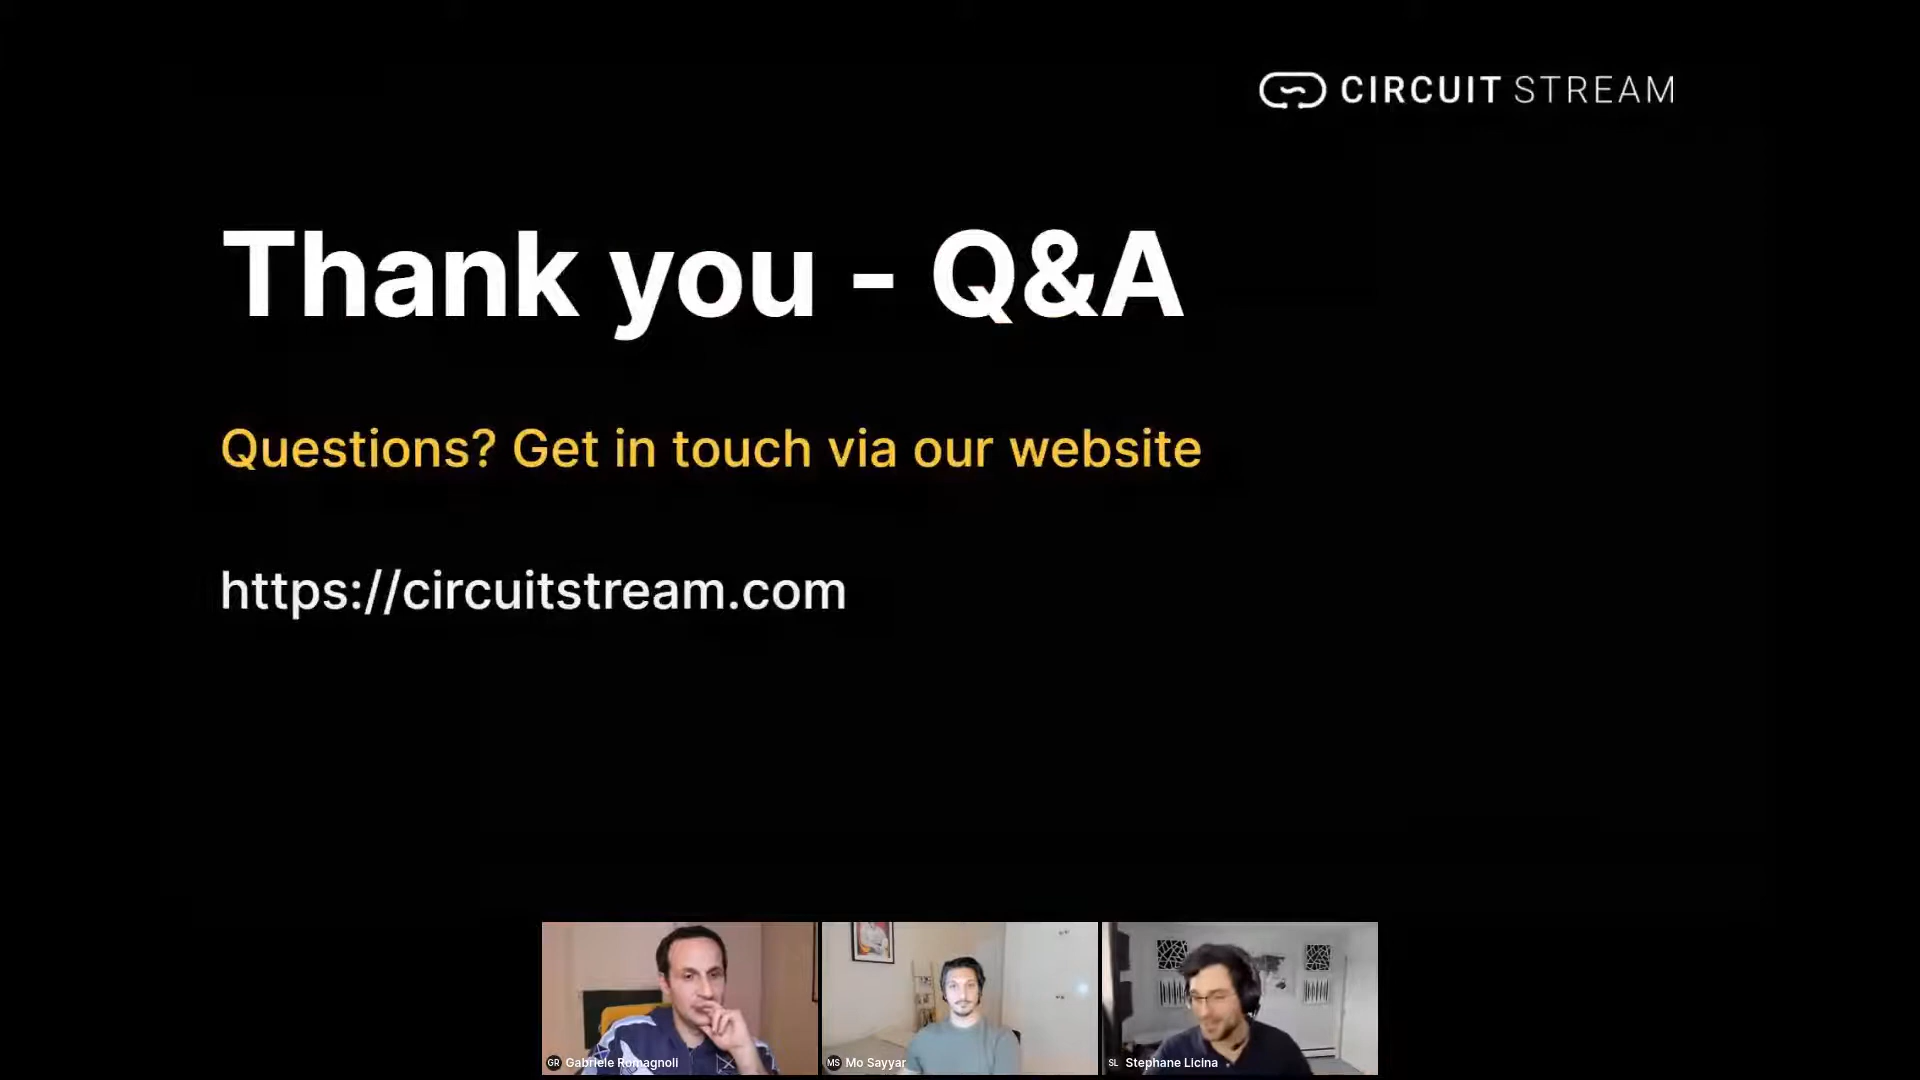 CIRCUIT STREAM
Thank you - Q&A
Questions? Get in touch via our website
https://circuitstream.com
GR Gabriele Romagnoli
MS Mo Sayyar
SL Stephane Licina